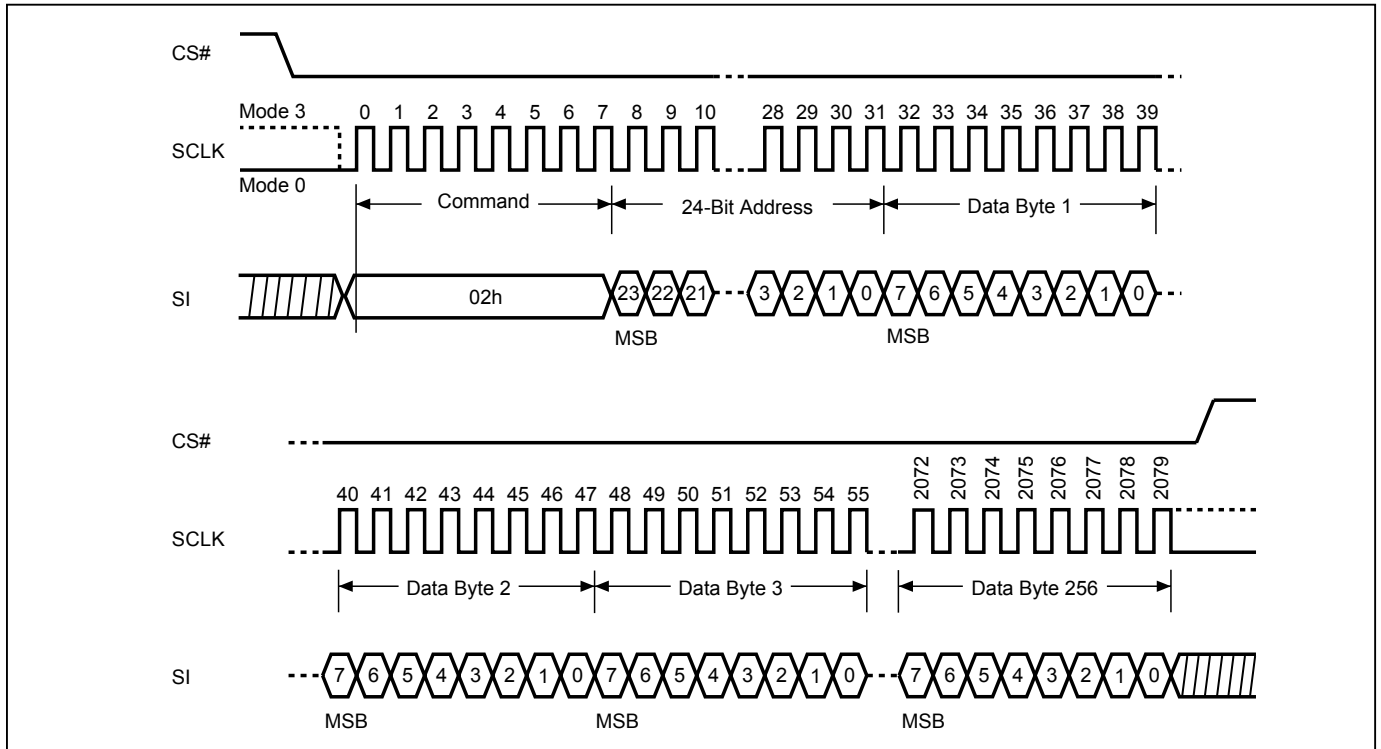 CS#
Mode 3 0 1 2 3 4 5 6 7 8 9 10 28 29 30 31 32 33 34 35 36 37 38 39
SCLK
Mode 0
Command 24-Bit Address Data Byte 1
SI 02h 23 22 21 3 2 1 0 7 6 5 4 3 2 1 0
MSB MSB
CS#
40 41 42 43 44 45 46 47 48 49 50 51 52 53 54 55 2072 2073 2074 2075 2076 2077 2078 2079
SCLK
Data Byte 2 Data Byte 3 Data Byte 256
SI 7 6 5 4 3 2 1 0 7 6 5 4 3 2 1 0 7 6 5 4 3 2 1 0
MSB MSB MSB